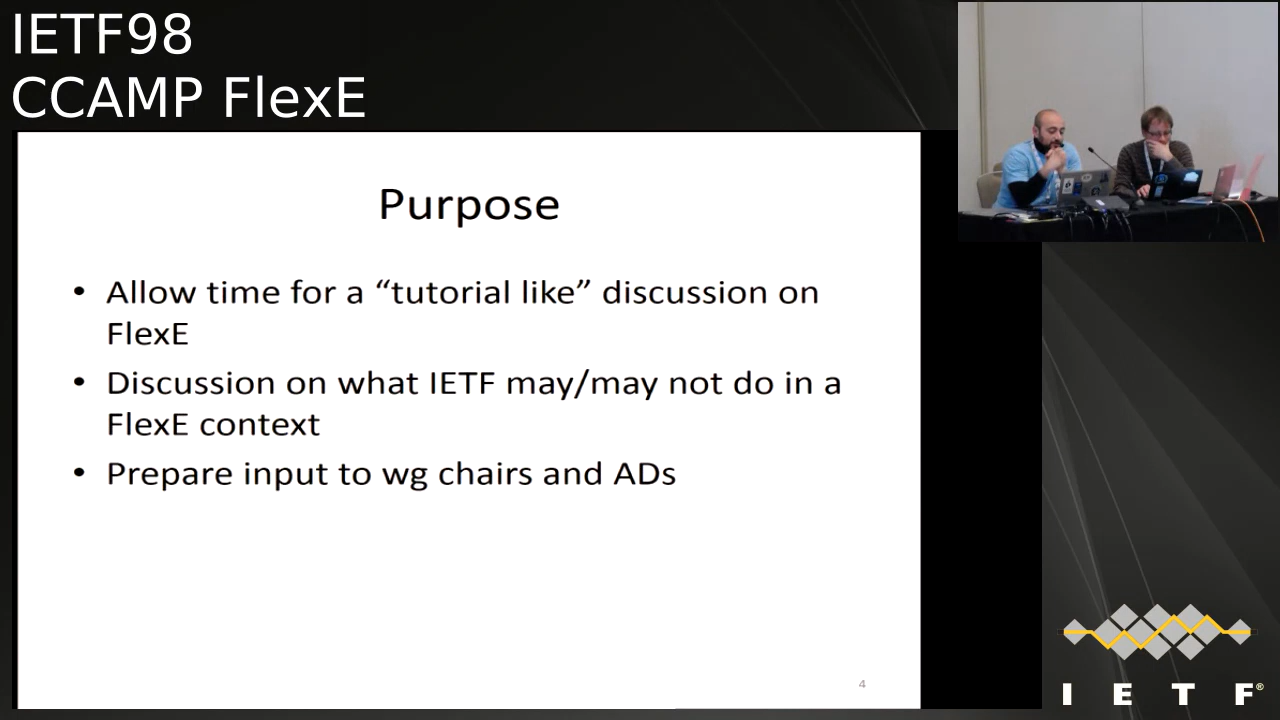 IETF98
CCAMP FlexE
Purpose
• Allow time for a “tutorial like” discussion on
FlexE
• Discussion on what IETF may/may not do in a
FlexE context
• Prepare input to wg chairs and ADs
4
I E T F®